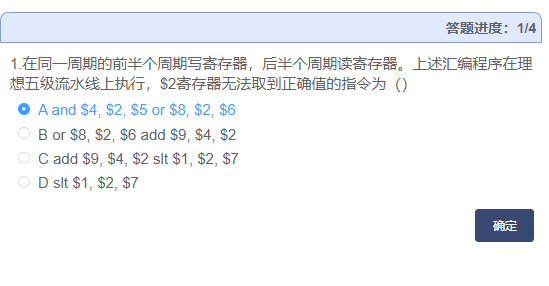 答题进度：1/4
1.在同一周期的前半个周期写寄存器，后半个周期读寄存器。上述汇编程序在理
想五级流水线上执行，$2寄存器无法取到正确值的指令为（）
A and $4, $2, $5 or $8, $2, $6
B or $8, $2, $6 add $9, $4, $2
C add $9, $4, $2 slt $1, $2, $7
D slt $1, $2, $7
确定